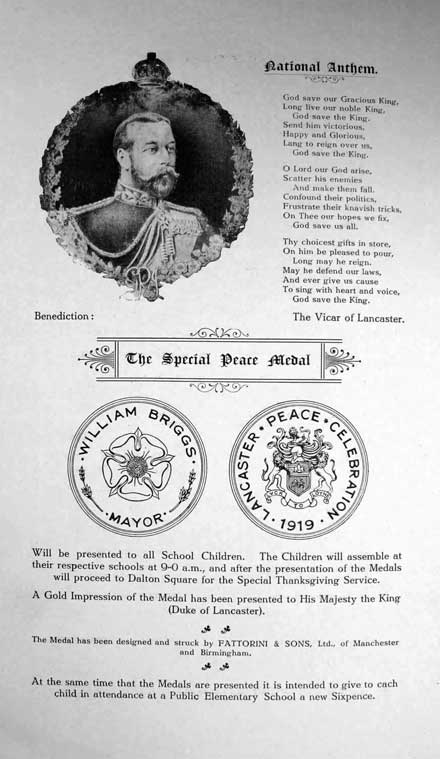 National Anthem.
God save our Gracious King,
Long live our noble King,
God save the King.
Send him victorious,
Happy and Glorious,
Lang to reign over us,
God save the King.
O Lord our God arise,
Scatter his enemies
And make them fall.
Confound their politics,
Frustrate their knavish tricks,
On Thee our hopes we fix,
God save us all.
Thy choicest gifts in store,
On him be pleased to pour,
Long may he reign.
May he defend our laws,
And ever give us cause
To sing with heart and voice,
God save the King.
Benediction: The Vicar of Lancaster.
The Special Peace Medal
WILLIAM BRIGGS
MAYOR
LANCASTER PEACE CELEBRATION
1919
Will be presented to all School Children. The Children will assemble at
their respective schools at 9-0 a.m., and after the presentation of the Medals
will proceed to Dalton Square for the Special Thanksgiving Service.
A Gold Impression of the Medal has been presented to His Majesty the King
(Duke of Lancaster).
The Medal has been designed and struck by FATTORINI & SONS, Ltd., of Manchester
and Birmingham.
At the same time that the Medals are presented it is intended to give to each
child in attendance at a Public Elementary School a new Sixpence.